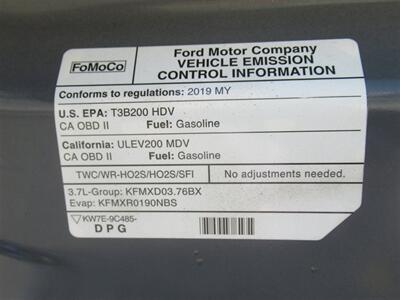 FoMoCo
Ford Motor Company
VEHICLE EMISSION
CONTROL INFORMATION
Conforms to regulations: 2019 MY
U.S. EPA: T3B200 HDV
CA OBD II Fuel: Gasoline
California: ULEV200 MDV
CA OBD II Fuel: Gasoline
TWC/WR-HO2S/HO2S/SFI No adjustments needed.
3.7L-Group: KFMXD03.76BX
Evap: KFMXR0190NBS
KW7E-9C485-
DPG